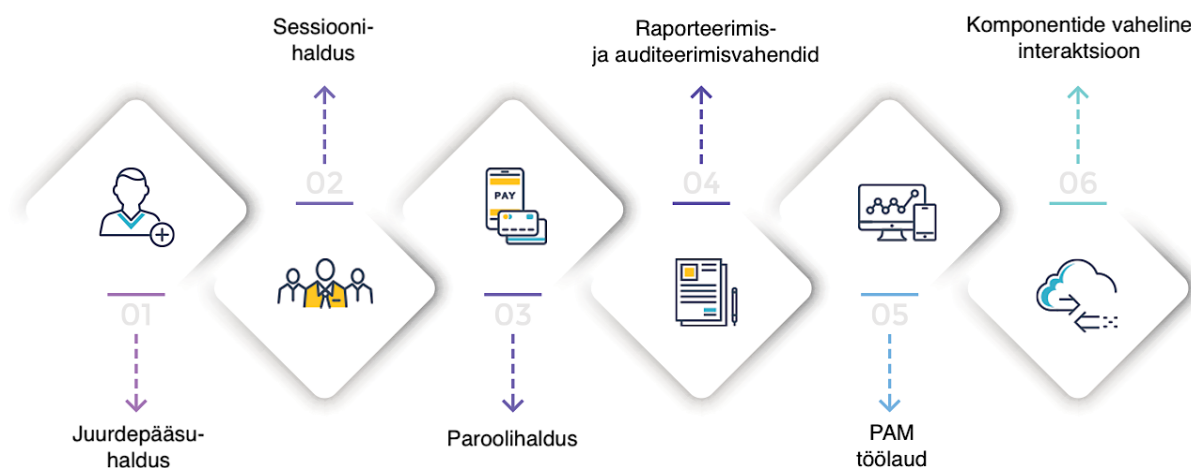 Sessiooni-
haldus
Raporteerimis-
ja auditeerimisvahendid
Komponentide vaheline
interaktsioon
02
04
06
PAY
01
03
05
Juurdepääsu-
haldus
Paroolihaldus
PAM
töölaud